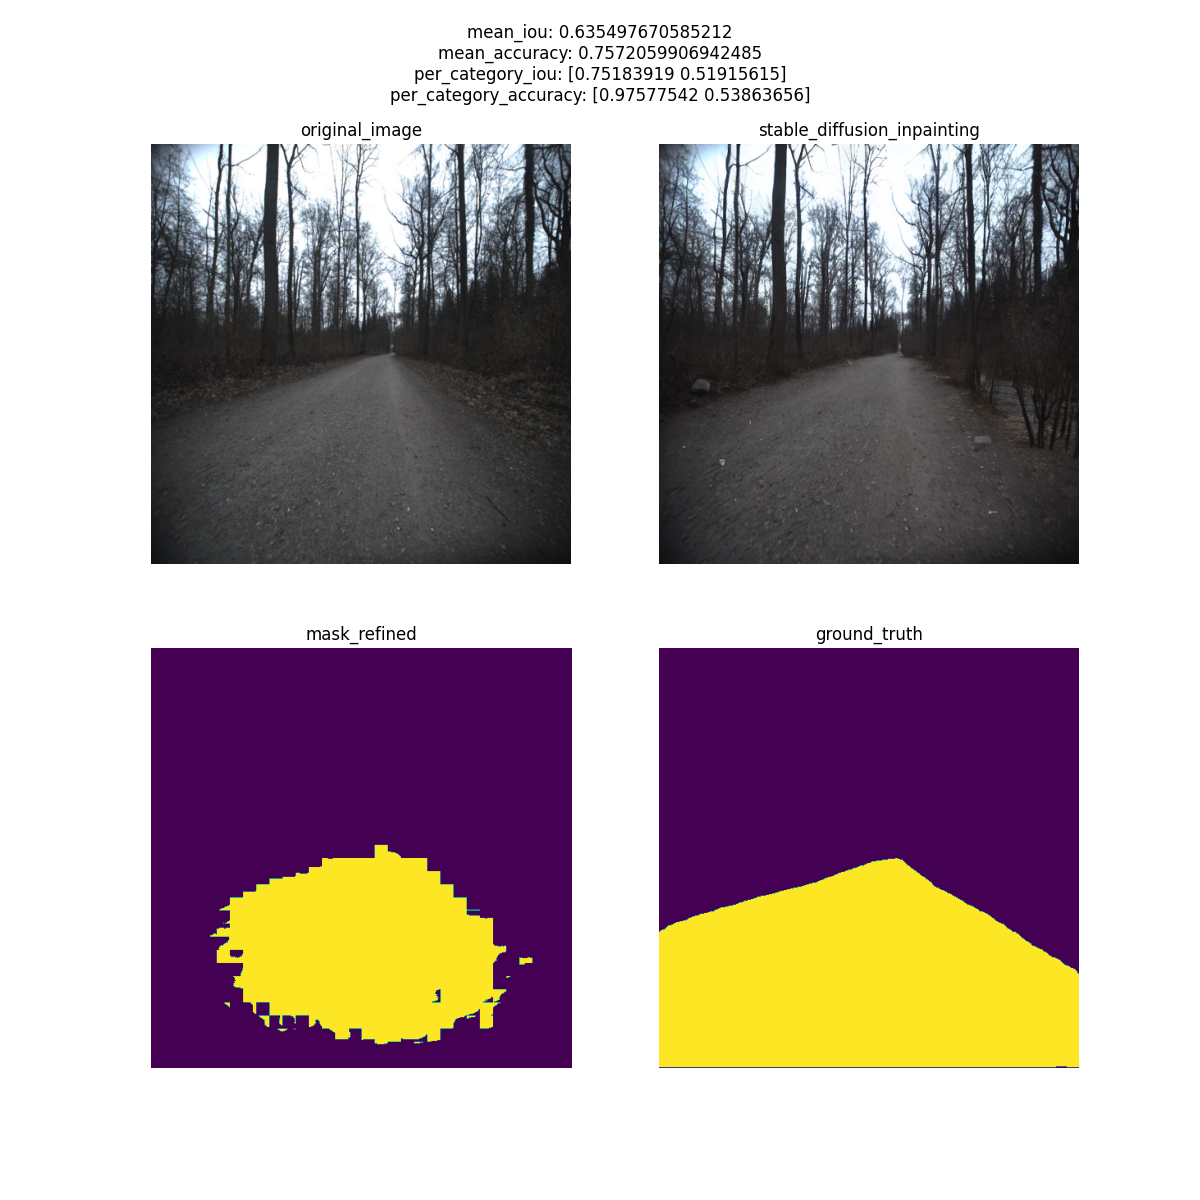 mean_iou: 0.635497670585212
mean_accuracy: 0.7572059906942485
per_category_iou: [0.75183919 0.51915615]
per_category_accuracy: [0.97577542 0.53863656]
original_image
stable_diffusion_inpainting
mask_refined
ground_truth